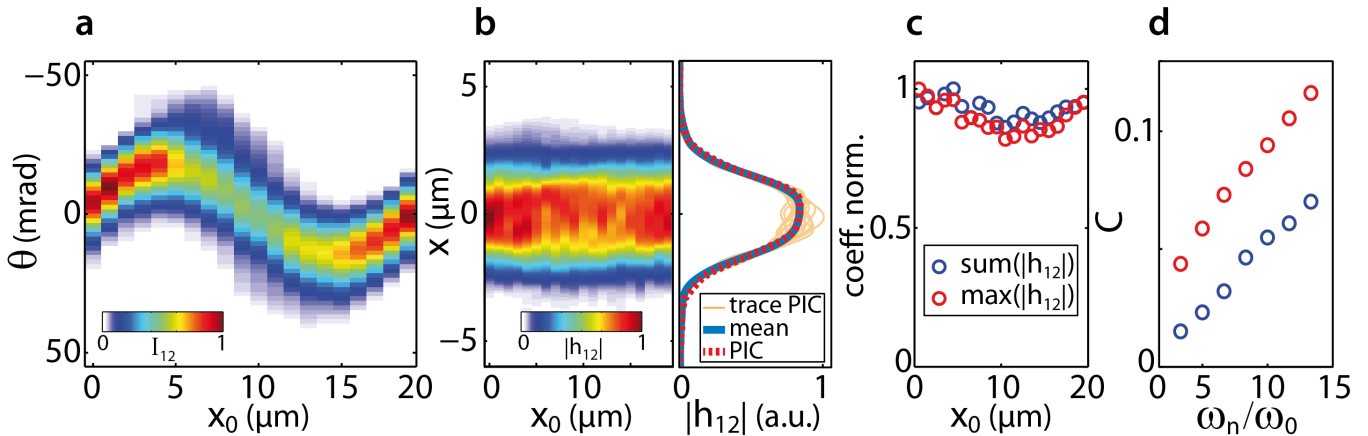 a
−50
0
50
θ (mrad)
0
I12
1
0
5
10
15
20
x0 (μm)
b
5
0
−5
x (μm)
0
|h12|
1
0
10
x0 (μm)
trace PIC
mean
PIC
0
1
|h12| (a.u.)
c
1
0.5
0
coeff. norm.
sum(|h12|)
max(|h12|)
0
10
20
x0 (μm)
d
0.1
0
C
0
5
10
15
ωn/ω0